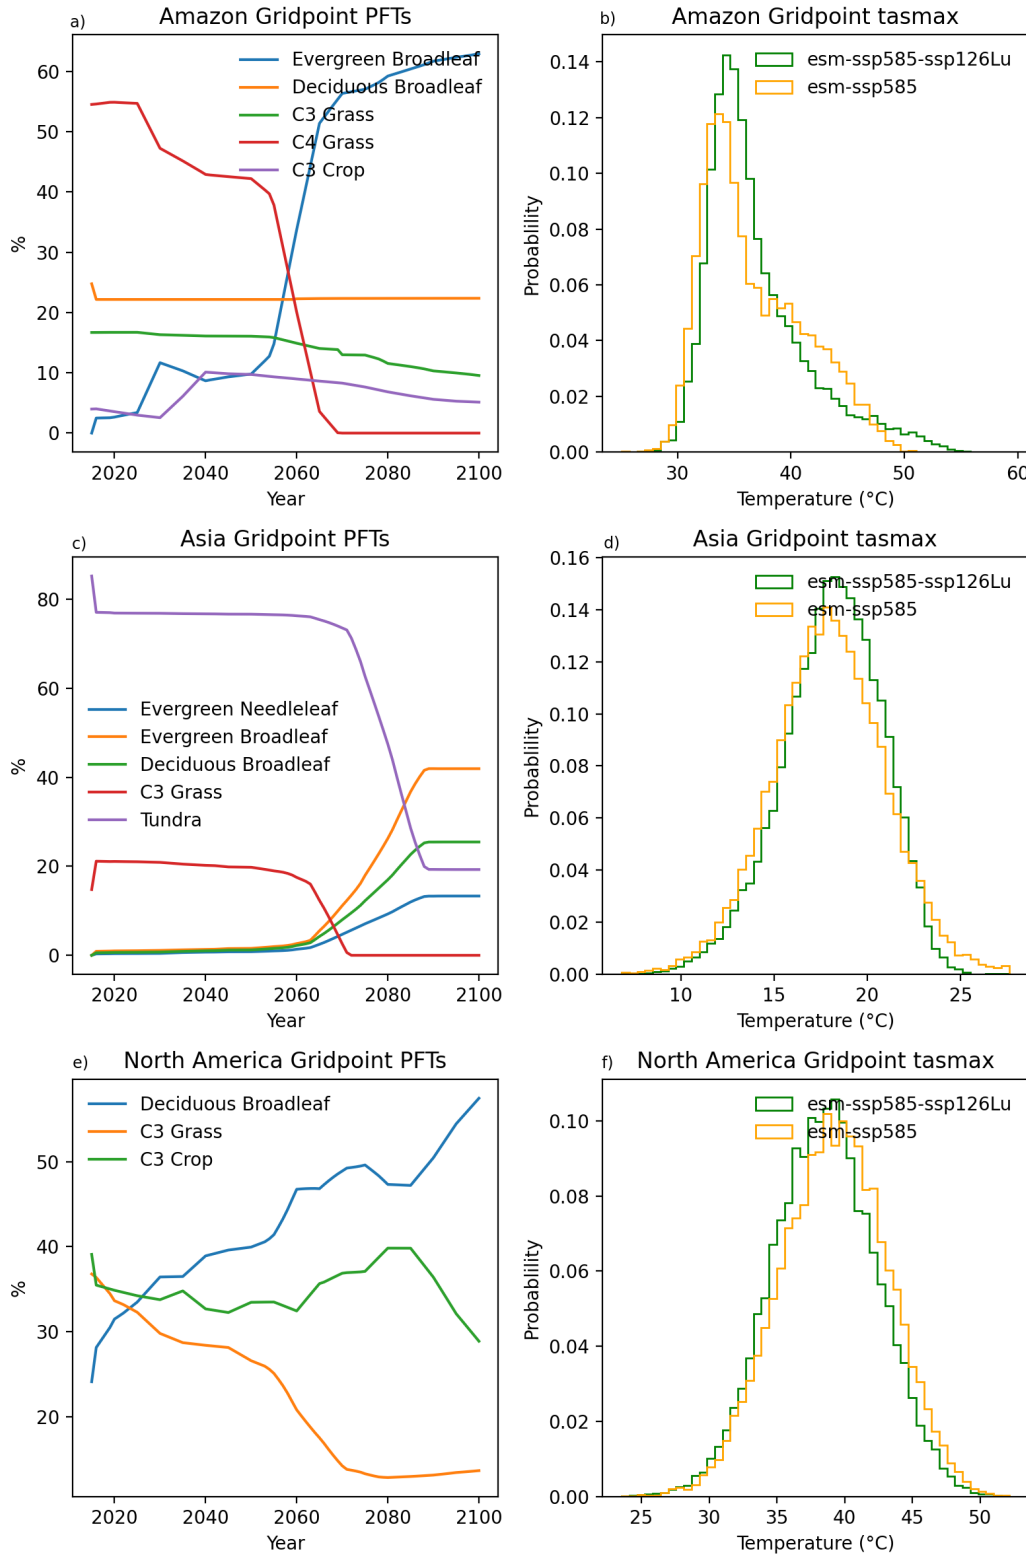 a) Amazon Gridpoint PFTs
Evergreen Broadleaf
Deciduous Broadleaf
C3 Grass
C4 Grass
C3 Crop
60
50
40
30
20
10
0
%
2020 2040 2060 2080 2100
Year
b) Amazon Gridpoint tasmax
esm-ssp585-ssp126Lu
esm-ssp585
0.14
0.12
0.10
0.08
0.06
0.04
0.02
0.00
Probablility
30 40 50 60
Temperature (°C)
c) Asia Gridpoint PFTs
80
60
40
20
0
%
Evergreen Needleleaf
Evergreen Broadleaf
Deciduous Broadleaf
C3 Grass
Tundra
2020 2040 2060 2080 2100
Year
d) Asia Gridpoint tasmax
esm-ssp585-ssp126Lu
esm-ssp585
0.16
0.14
0.12
0.10
0.08
0.06
0.04
0.02
0.00
Probablility
10 15 20 25
Temperature (°C)
e) North America Gridpoint PFTs
Deciduous Broadleaf
C3 Grass
C3 Crop
50
40
30
20
%
2020 2040 2060 2080 2100
Year
f) North America Gridpoint tasmax
esm-ssp585-ssp126Lu
esm-ssp585
0.10
0.08
0.06
0.04
0.02
0.00
Probablility
25 30 35 40 45 50
Temperature (°C)